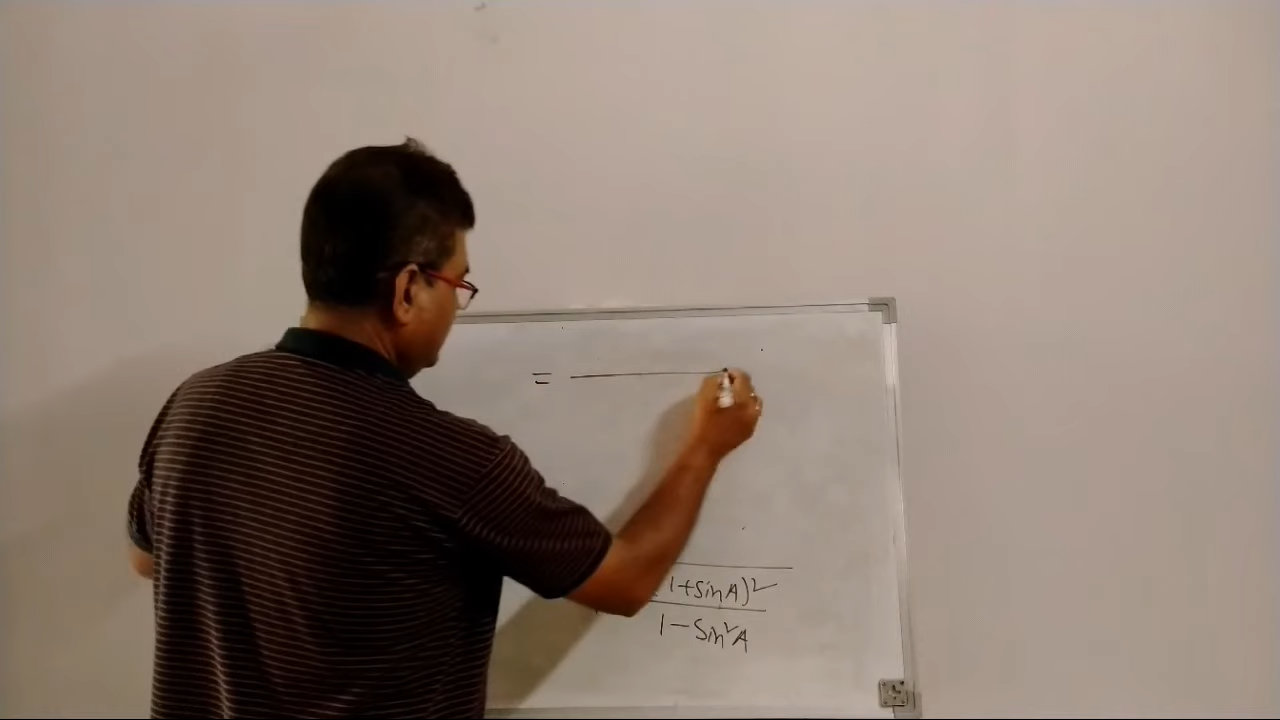 =
(1+sinA)²
1-Sin²A